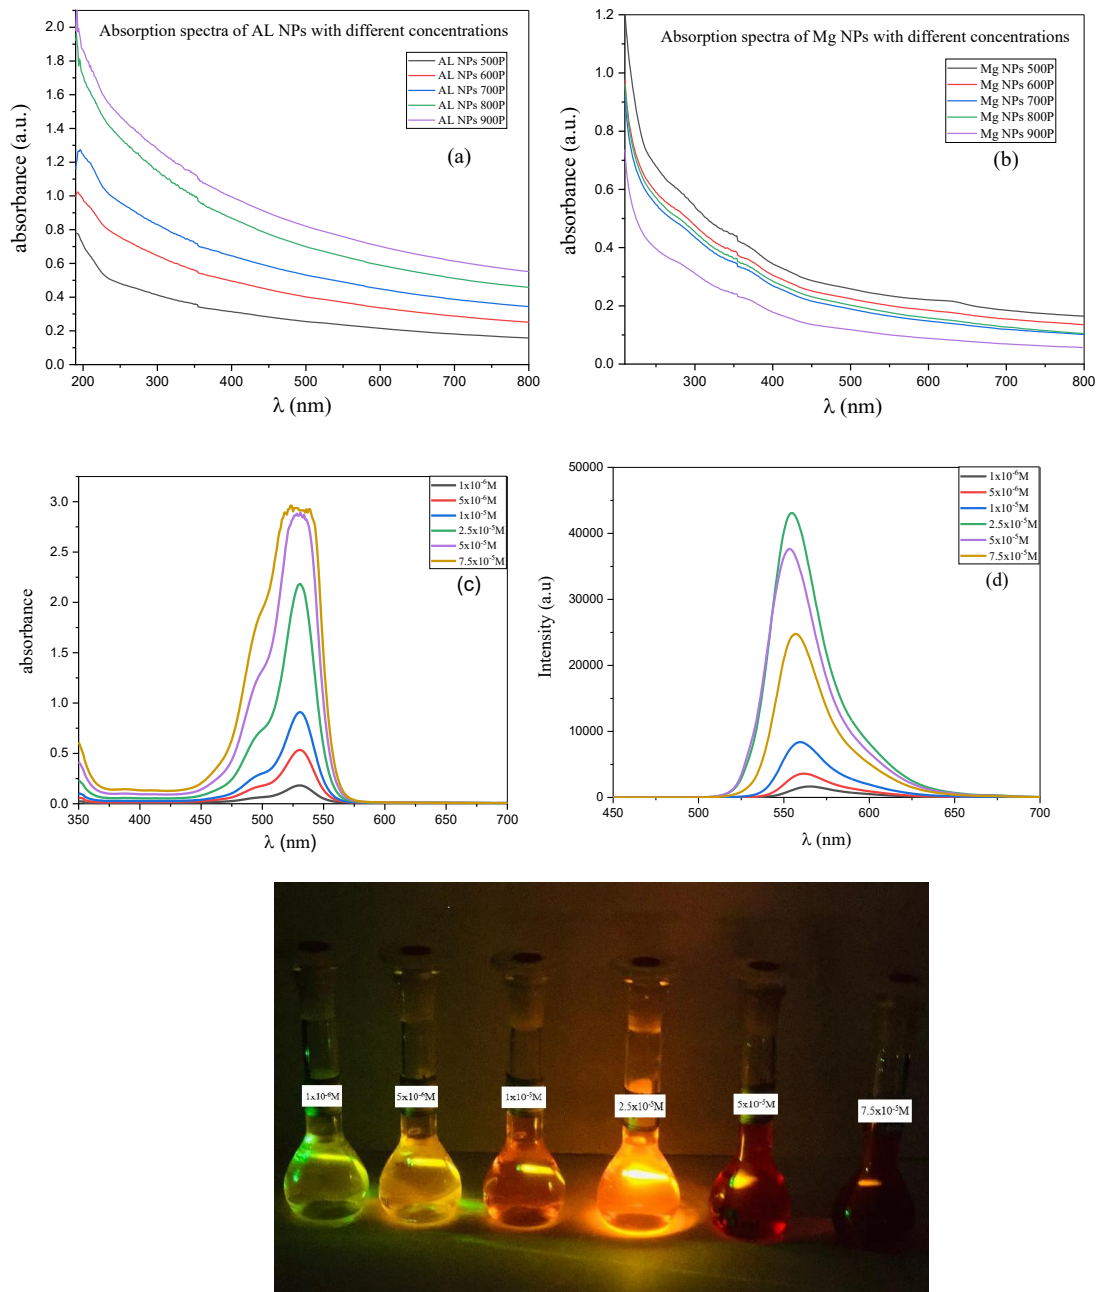 Absorption spectra of AL NPs with different concentrations
AL NPs 500P
AL NPs 600P
AL NPs 700P
AL NPs 800P
AL NPs 900P
(a)
2.0
1.8
1.6
1.4
1.2
1.0
0.8
0.6
0.4
0.2
0.0
absorbance (a.u.)
200 300 400 500 600 700 800
λ (nm)
Absorption spectra of Mg NPs with different concentrations
Mg NPs 500P
Mg NPs 600P
Mg NPs 700P
Mg NPs 800P
Mg NPs 900P
(b)
1.2
1.0
0.8
0.6
0.4
0.2
0.0
absorbance (a.u.)
300 400 500 600 700 800
λ (nm)
1x10⁻⁶M
5x10⁻⁶M
1x10⁻⁵M
2.5x10⁻⁵M
5x10⁻⁵M
7.5x10⁻⁵M
(c)
3.0
2.5
2.0
1.5
1.0
0.5
0.0
absorbance
350 400 450 500 550 600 650 700
λ (nm)
1x10⁻⁶M
5x10⁻⁶M
1x10⁻⁵M
2.5x10⁻⁵M
5x10⁻⁵M
7.5x10⁻⁵M
(d)
50000
40000
30000
20000
10000
0
Intensity (a.u)
450 500 550 600 650 700
λ (nm)
1x10⁻⁶M
5x10⁻⁶M
1x10⁻⁵M
2.5x10⁻⁵M
5x10⁻⁵M
7.5x10⁻⁵M